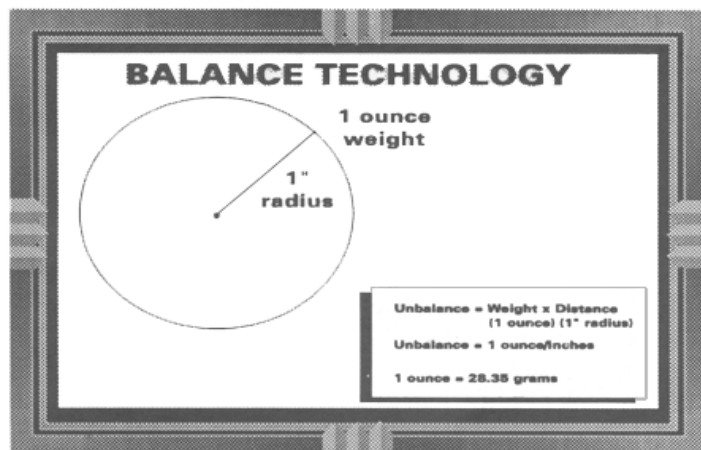 BALANCE TECHNOLOGY
1 ounce
weight
1"
radius
Unbalance = Weight x Distance
(1 ounce) (1" radius)
Unbalance = 1 ounce/inches
1 ounce = 28.35 grams